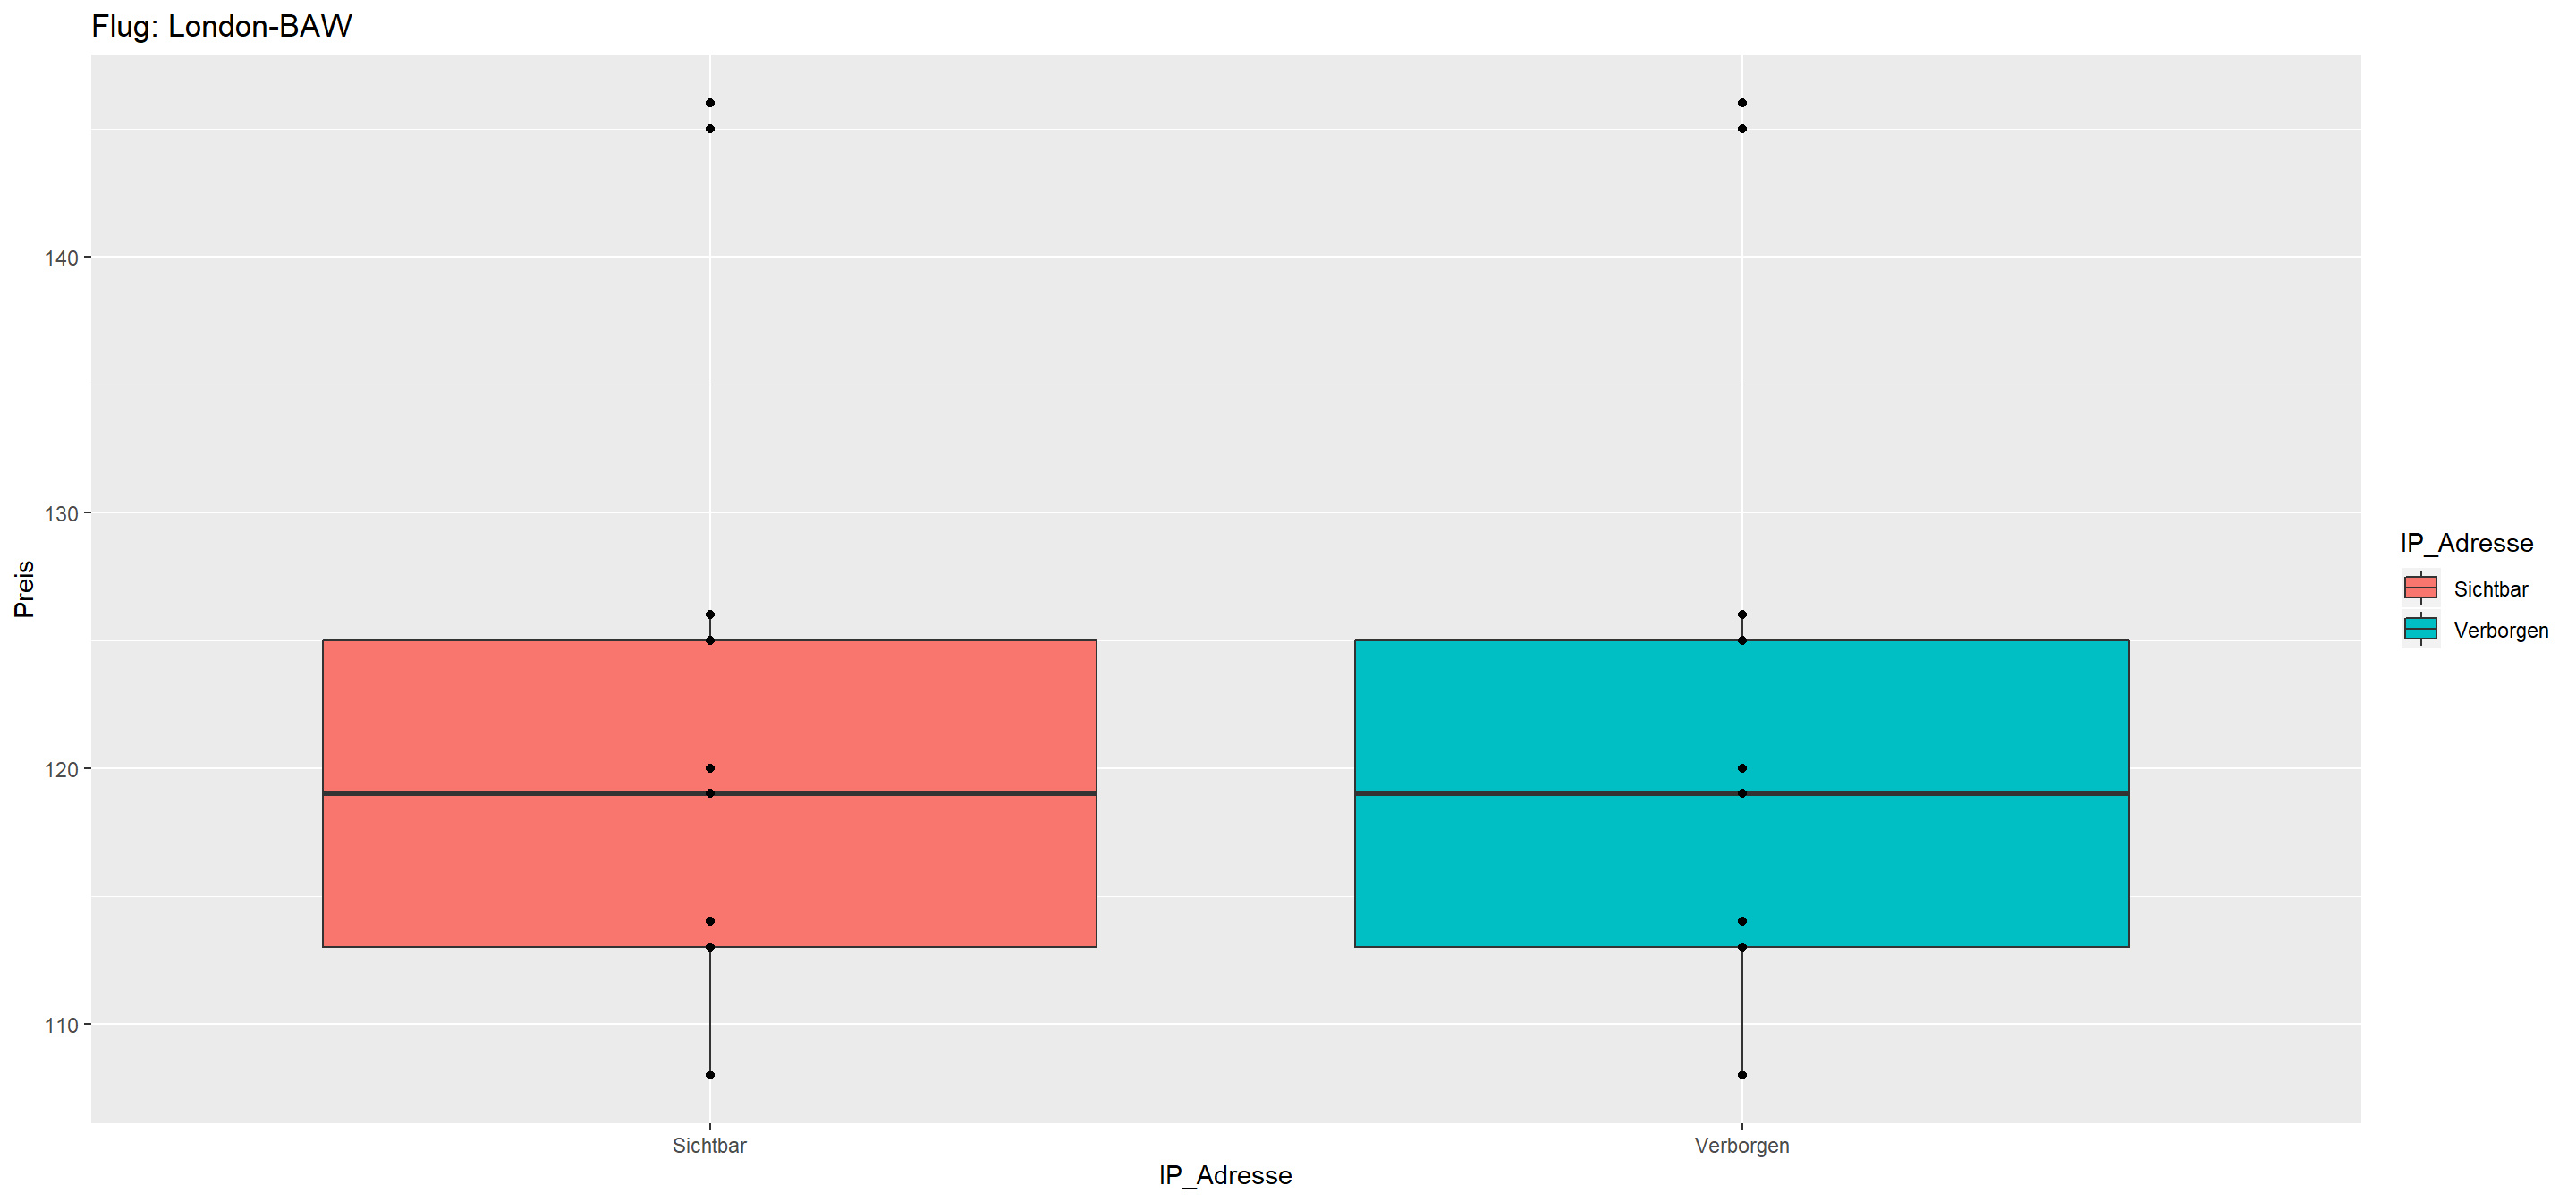 Flug: London-BAW
Preis
140
130
120
110
Sichtbar
Verborgen
IP_Adresse
IP_Adresse
Sichtbar
Verborgen